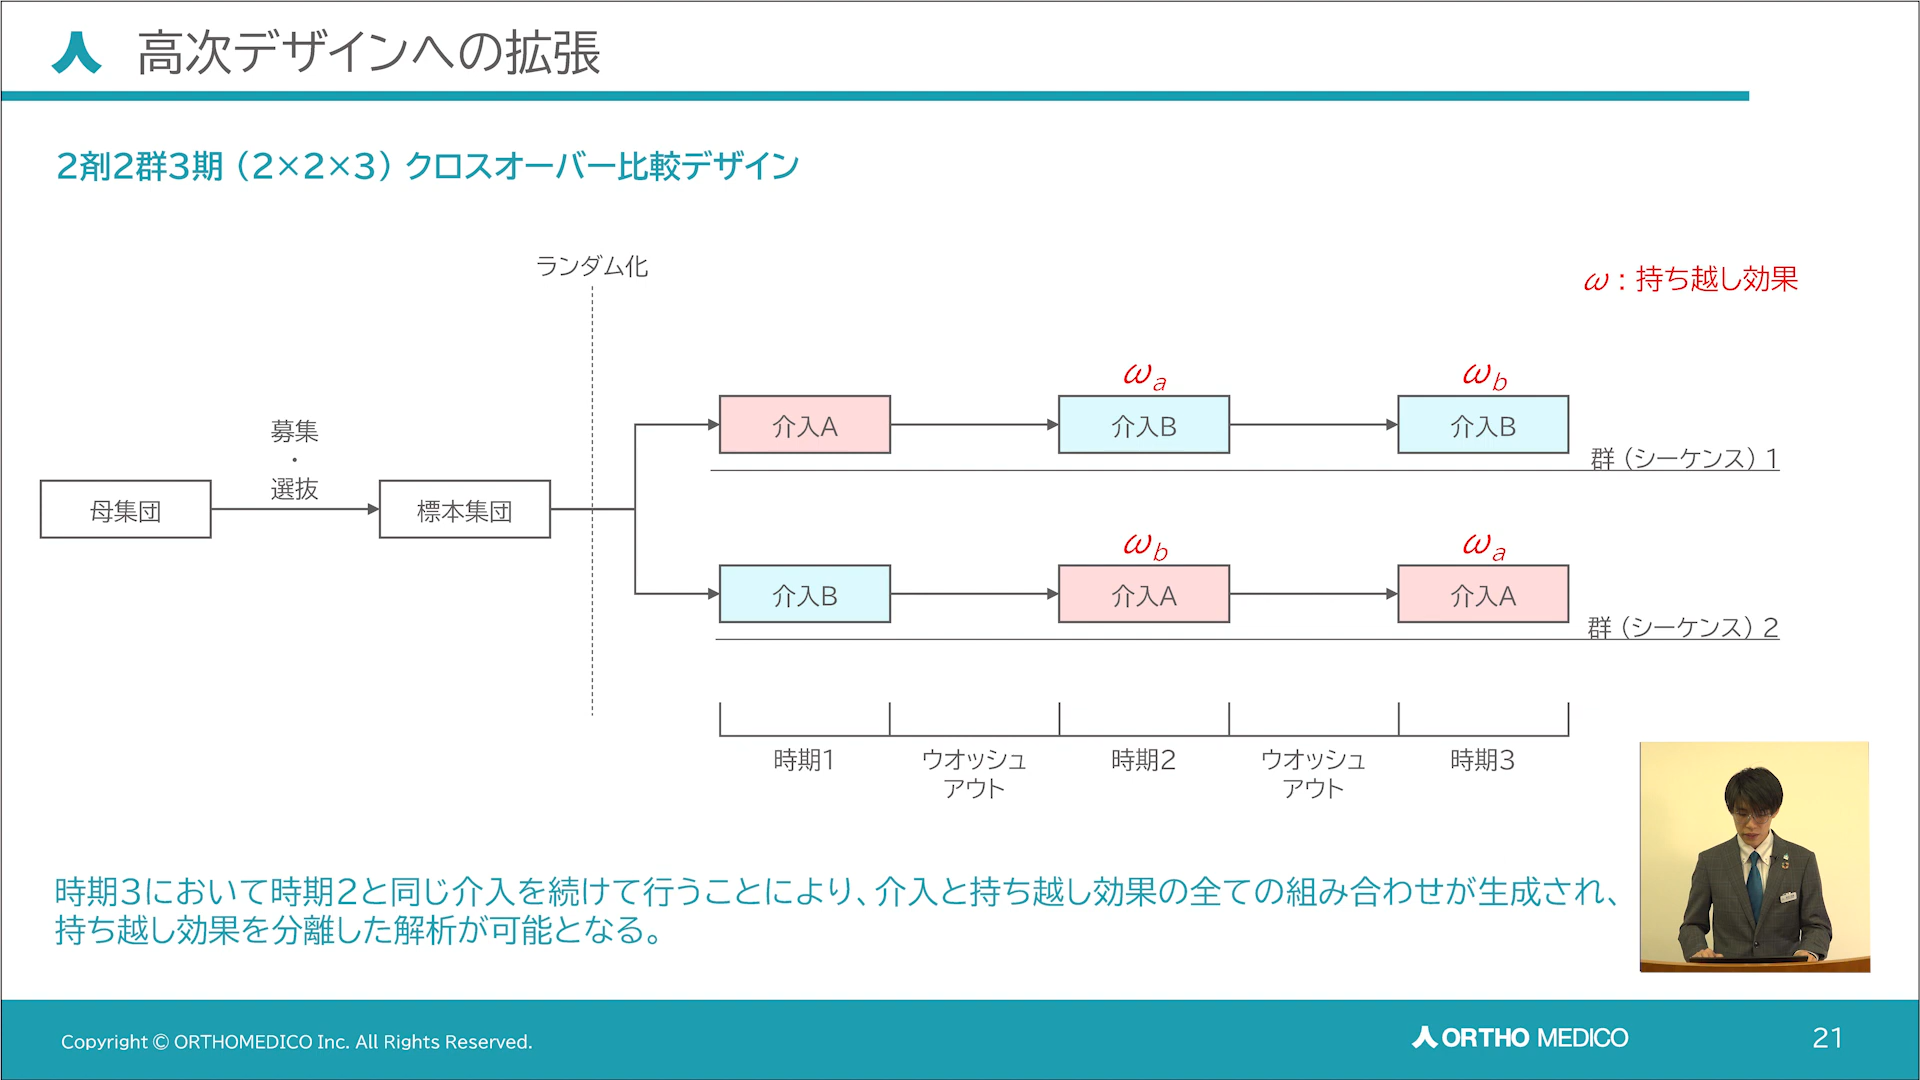 高次デザインへの拡張
2剤2群3期（2×2×3）クロスオーバー比較デザイン
ランダム化
ω：持ち越し効果
募集
・
選抜
母集団
標本集団
ωa
ωb
介入A
介入B
介入B
群（シーケンス）1
ωb
ωa
介入B
介入A
介入A
群（シーケンス）2
時期1
ウオッシュ
アウト
時期2
ウオッシュ
アウト
時期3
時期3において時期2と同じ介入を続けて行うことにより、介入と持ち越し効果の全ての組み合わせが生成され、
持ち越し効果を分離した解析が可能となる。
Copyright © ORTHOMEDICO Inc. All Rights Reserved.
ORTHO MEDICO
21